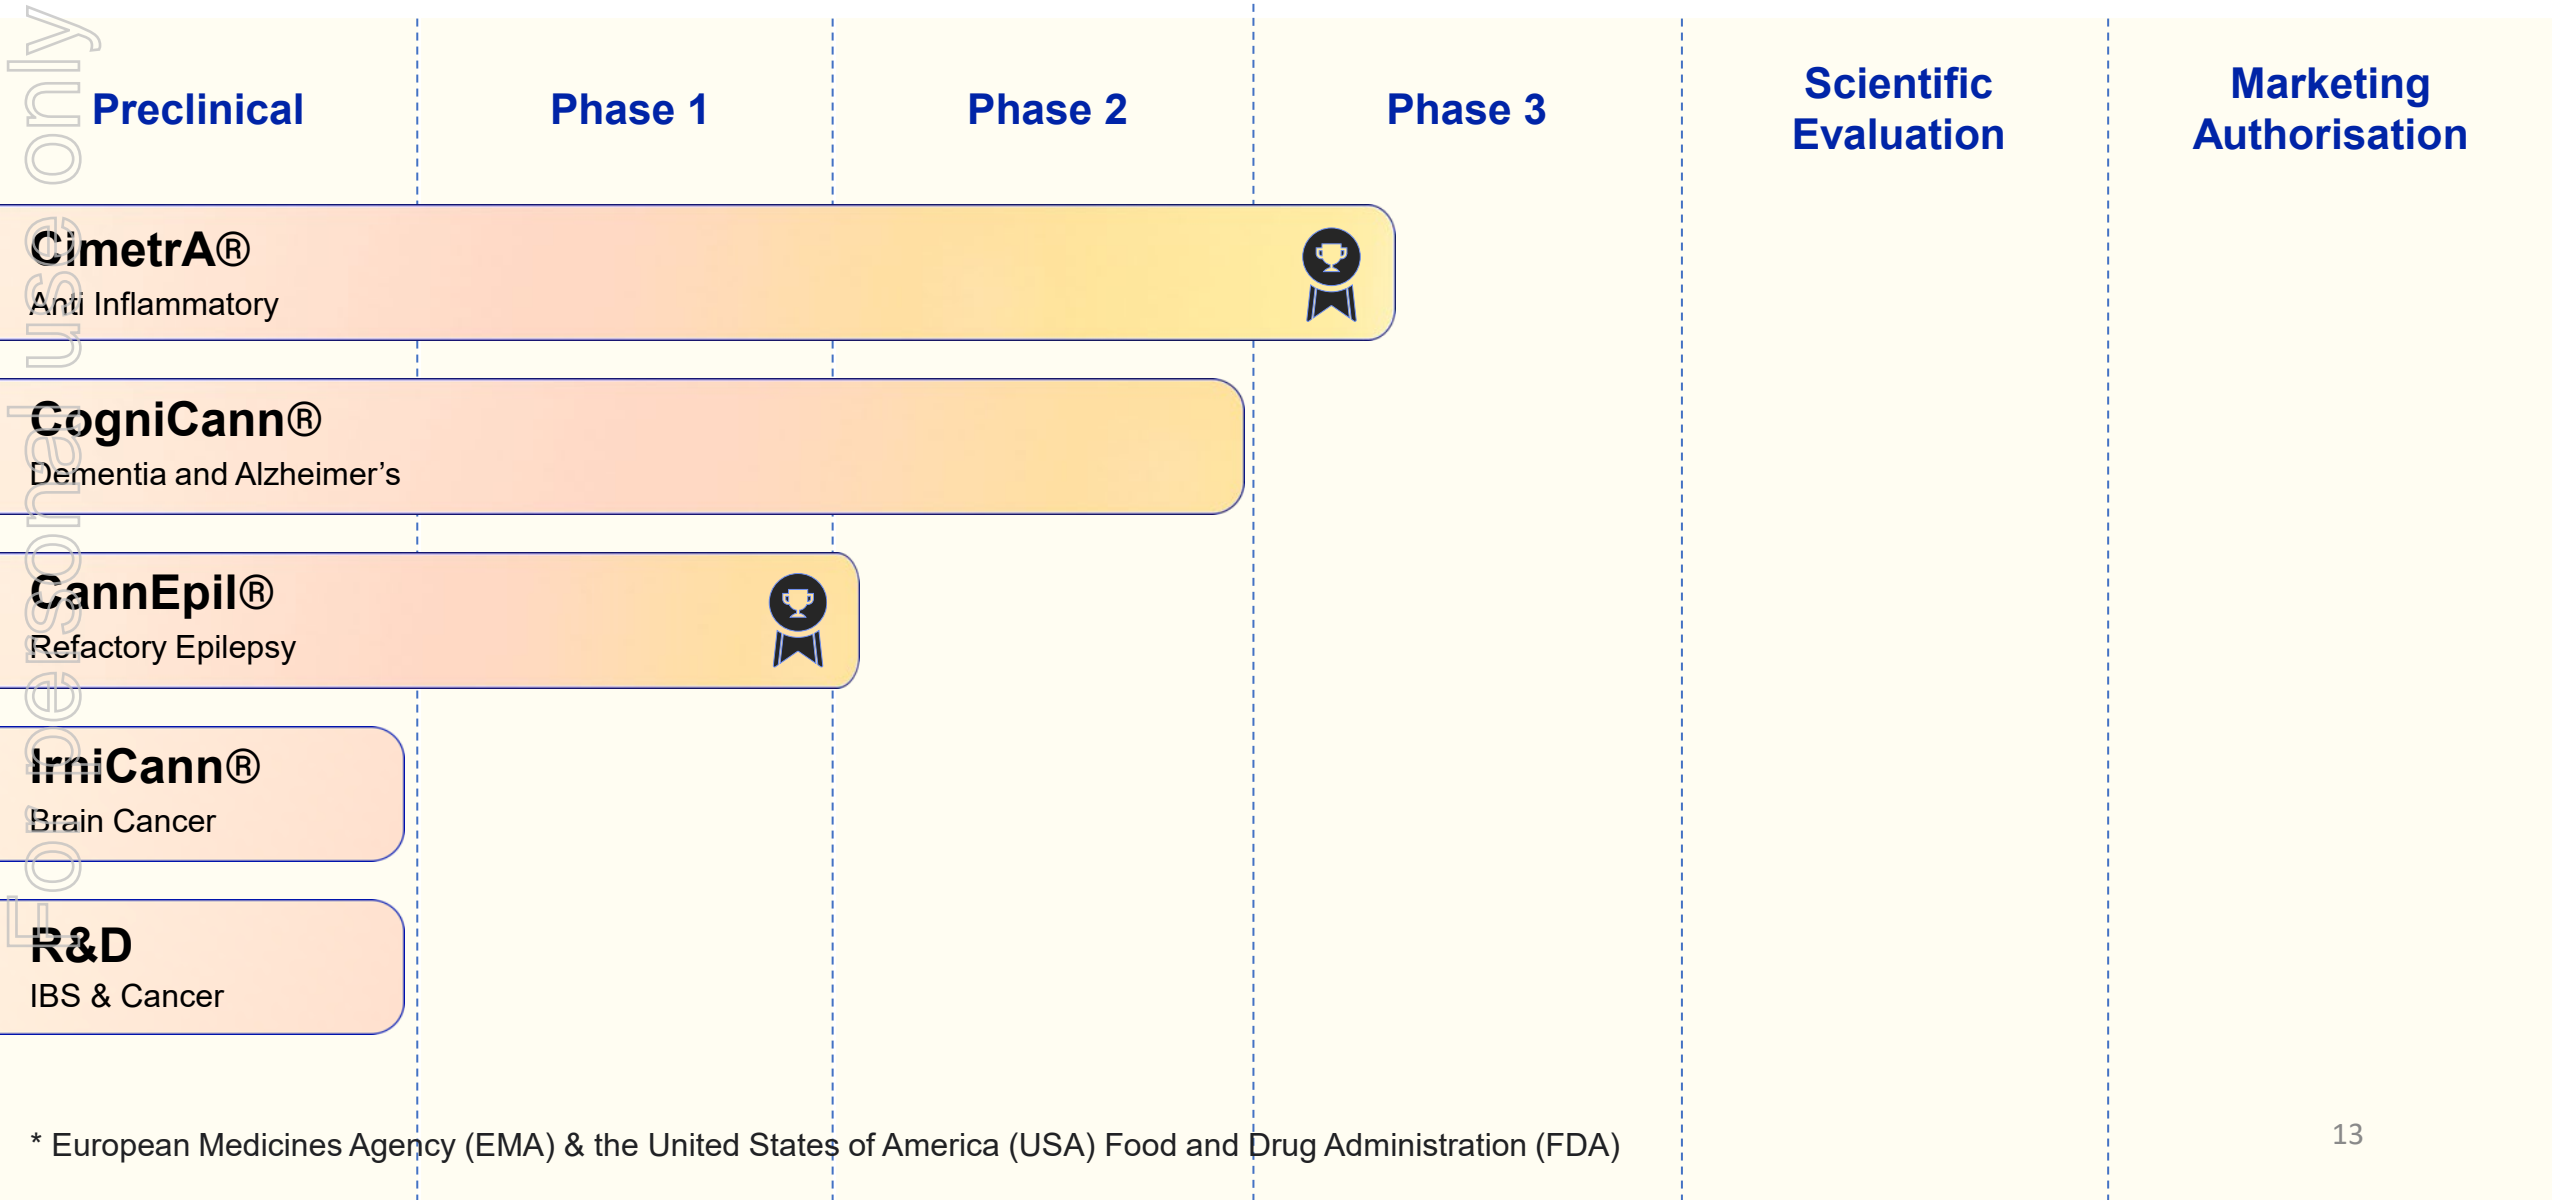 Preclinical
Phase 1
Phase 2
Phase 3
Scientific
Evaluation
Marketing
Authorisation
CimetrA®
Anti Inflammatory
CogniCann®
Dementia and Alzheimer’s
CannEpil®
Refactory Epilepsy
IrniCann®
Brain Cancer
R&D
IBS & Cancer
* European Medicines Agency (EMA) & the United States of America (USA) Food and Drug Administration (FDA)
13
For personal use only